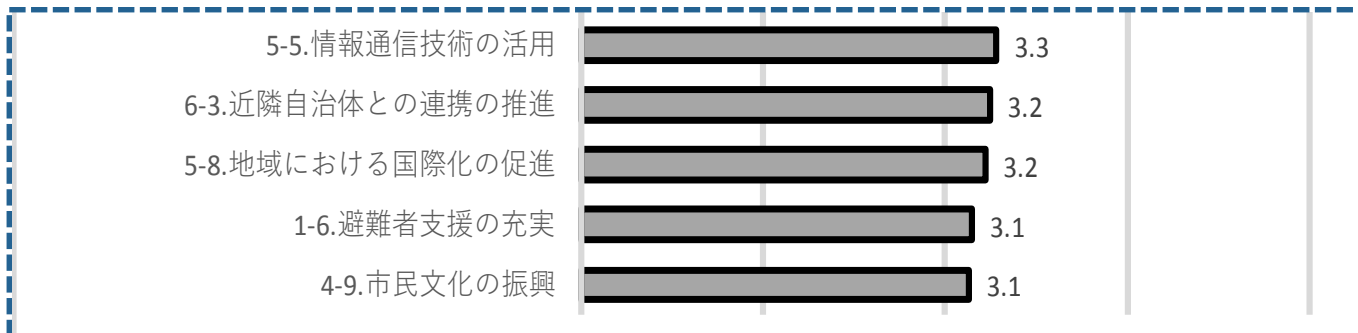 5-5.情報通信技術の活用 3.3
6-3.近隣自治体との連携の推進 3.2
5-8.地域における国際化の促進 3.2
1-6.避難者支援の充実 3.1
4-9.市民文化の振興 3.1